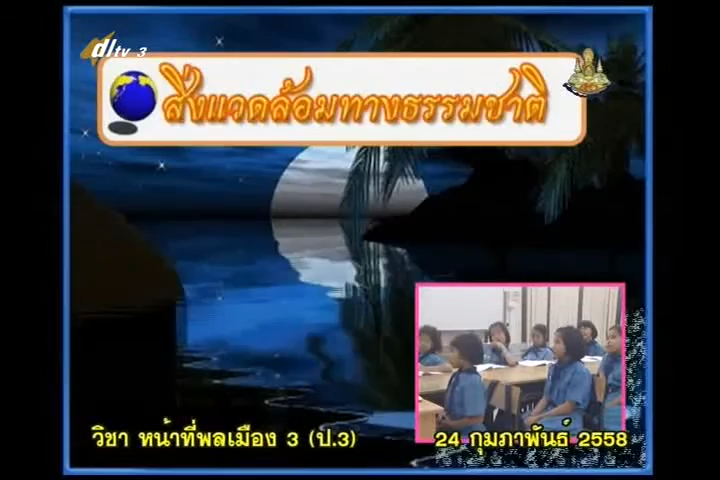 dltv 3
สิ่งแวดล้อมทางธรรมชาติ
วิชา หน้าที่พลเมือง 3 (ป.3)
24 กุมภาพันธ์ 2558